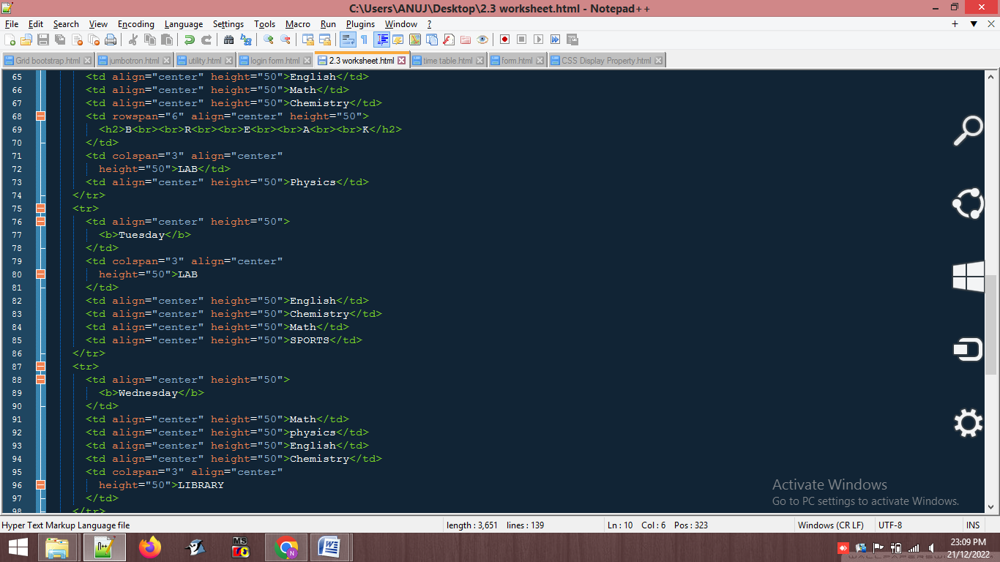 C:\Users\ANUJ\Desktop\2.3 worksheet.html - Notepad++
File Edit Search View Encoding Language Settings Tools Macro Run Plugins Window ?
Grid bootstrap.html jumbotron.html utility.html login form.html 2.3 worksheet.html time table.html form.html CSS Display Property.html
65 <td align="center" height="50">English</td>
66 <td align="center" height="50">Math</td>
67 <td align="center" height="50">Chemistry</td>
68 <td rowspan="6" align="center" height="50">
69 <h2>B<br><br>R<br><br>E<br><br>A<br><br>K</h2>
70 </td>
71 <td colspan="3" align="center"
72 height="50">LAB</td>
73 <td align="center" height="50">Physics</td>
74 </tr>
75 <tr>
76 <td align="center" height="50">
77 <b>Tuesday</b>
78 </td>
79 <td colspan="3" align="center"
80 height="50">LAB
81 </td>
82 <td align="center" height="50">English</td>
83 <td align="center" height="50">Chemistry</td>
84 <td align="center" height="50">Math</td>
85 <td align="center" height="50">SPORTS</td>
86 </tr>
87 <tr>
88 <td align="center" height="50">
89 <b>Wednesday</b>
90 </td>
91 <td align="center" height="50">Math</td>
92 <td align="center" height="50">physics</td>
93 <td align="center" height="50">English</td>
94 <td align="center" height="50">Chemistry</td>
95 <td colspan="3" align="center"
96 height="50">LIBRARY
97 </td>
98 </tr>
Activate Windows
Go to PC settings to activate Windows.
Hyper Text Markup Language file length : 3,651 lines : 139 Ln : 10 Col : 6 Pos : 323 Windows (CR LF) UTF-8 INS
MS
N
23:09 PM
21/12/2022